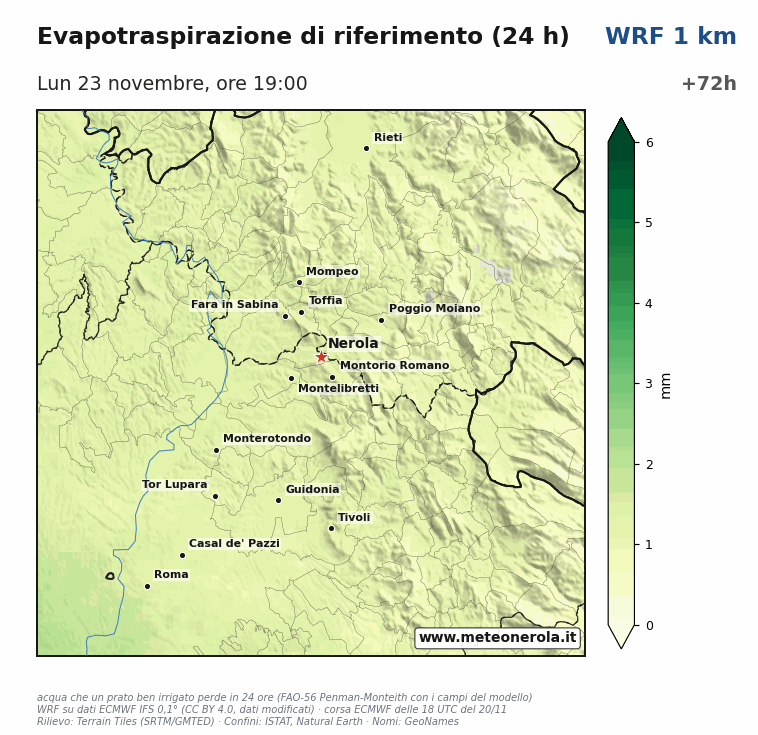 Evapotraspirazione di riferimento (24 h) WRF 1 km
Lun 23 novembre, ore 19:00 +72h
Rieti
Mompeo
Fara in Sabina
Toffia
Poggio Moiano
Nerola
Montorio Romano
Montelibretti
Monterotondo
Tor Lupara
Guidonia
Tivoli
Casal de' Pazzi
Roma
www.meteonerola.it
6
5
4
3
2
1
0
mm
acqua che un prato ben irrigato perde in 24 ore (FAO-56 Penman-Monteith con i campi del modello)
WRF su dati ECMWF IFS 0,1° (CC BY 4.0, dati modificati) · corsa ECMWF delle 18 UTC del 20/11
Rilievo: Terrain Tiles (SRTM/GMTED) · Confini: ISTAT, Natural Earth · Nomi: GeoNames